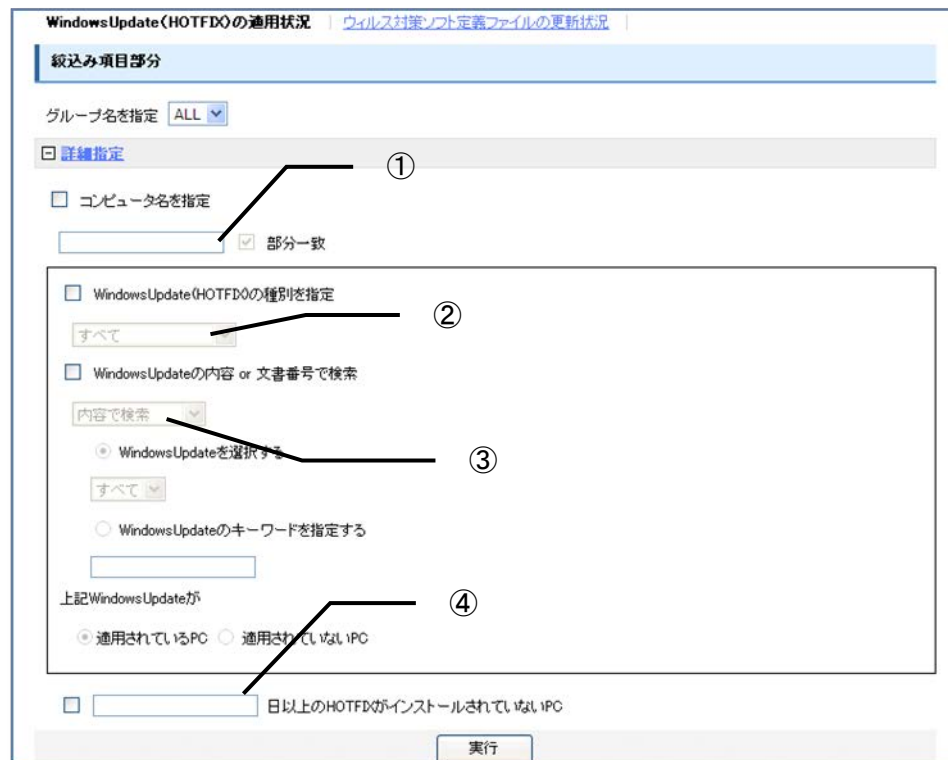 WindowsUpdate(HOTFIX)の適用状況 | ウィルス対策ソフト定義ファイルの更新状況 |
絞込み項目部分
グループ名を指定 ALL
詳細指定
①
コンピュータ名を指定
部分一致
WindowsUpdate(HOTFIX)の種別を指定
②
すべて
WindowsUpdateの内容 or 文書番号で検索
内容で検索
WindowsUpdateを選択する
③
すべて
WindowsUpdateのキーワードを指定する
上記WindowsUpdateが
④
適用されているPC 適用されていないPC
日以上のHOTFIXがインストールされていないPC
実行